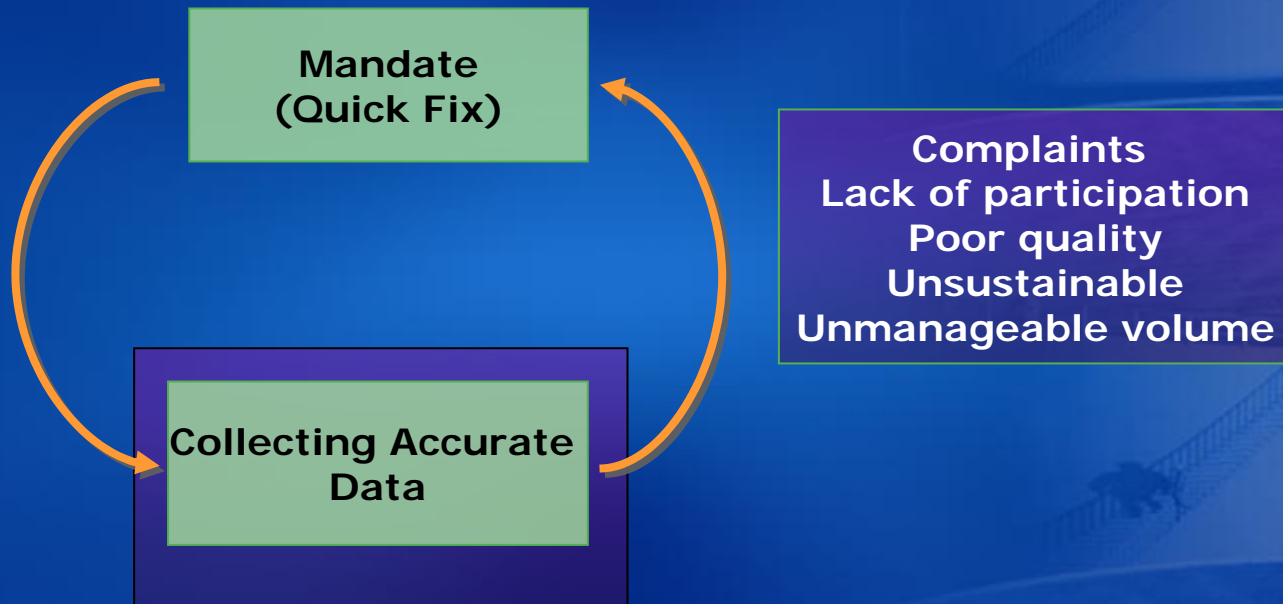 Mandate
(Quick Fix)
Complaints
Lack of participation
Poor quality
Unsustainable
Unmanageable volume
Collecting Accurate
Data